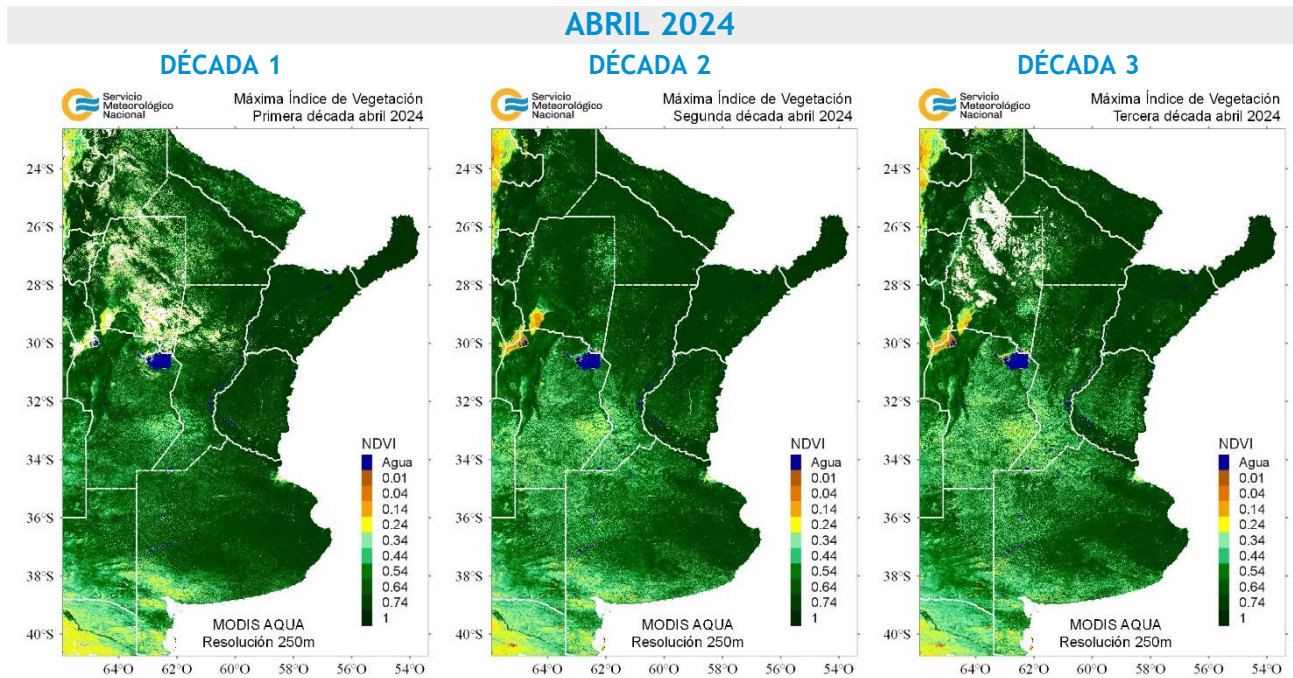 ABRIL 2024
DÉCADA 1
DÉCADA 2
DÉCADA 3
Servicio
Meteorológico
Nacional
Máxima Índice de Vegetación
Primera década abril 2024
24°S
26°S
28°S
30°S
32°S
34°S
36°S
38°S
40°S
NDVI
Agua
0.01
0.04
0.14
0.24
0.34
0.44
0.54
0.64
0.74
1
MODIS AQUA
Resolución 250m
64°O
62°O
60°O
58°O
56°O
54°O
Servicio
Meteorológico
Nacional
Máxima Índice de Vegetación
Segunda década abril 2024
24°S
26°S
28°S
30°S
32°S
34°S
36°S
38°S
40°S
NDVI
Agua
0.01
0.04
0.14
0.24
0.34
0.44
0.54
0.64
0.74
1
MODIS AQUA
Resolución 250m
64°O
62°O
60°O
58°O
56°O
54°O
Servicio
Meteorológico
Nacional
Máxima Índice de Vegetación
Tercera década abril 2024
24°S
26°S
28°S
30°S
32°S
34°S
36°S
38°S
40°S
NDVI
Agua
0.01
0.04
0.14
0.24
0.34
0.44
0.54
0.64
0.74
1
MODIS AQUA
Resolución 250m
64°O
62°O
60°O
58°O
56°O
54°O